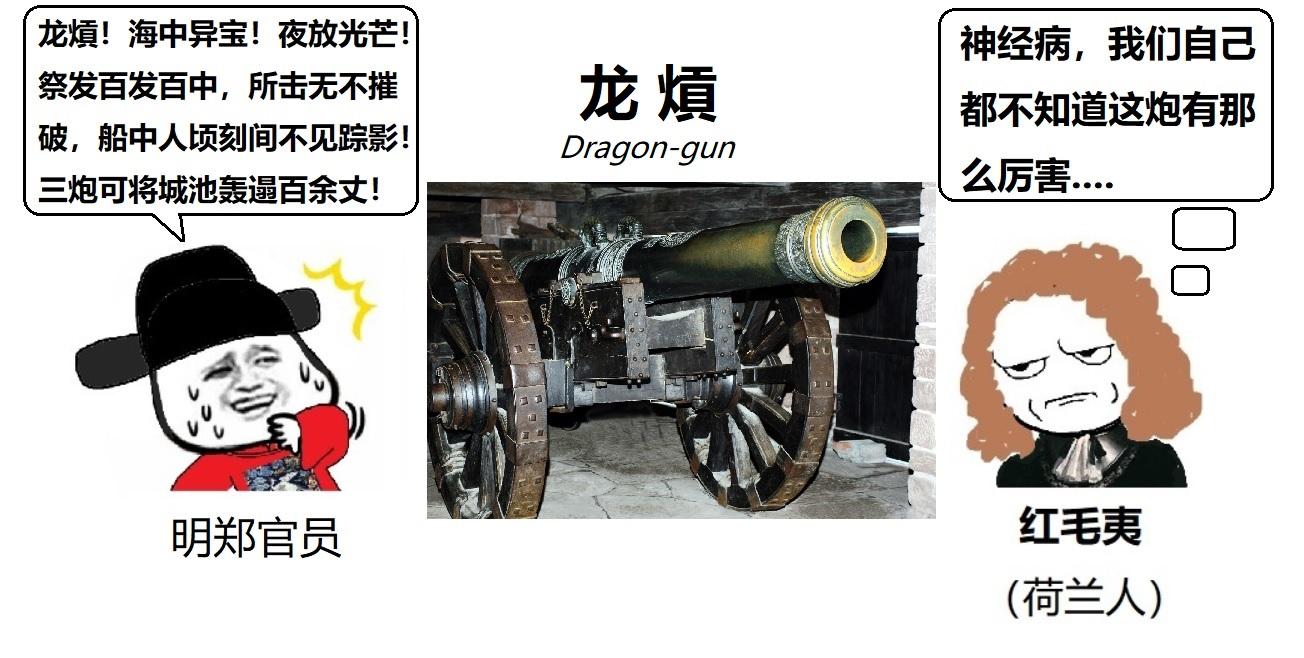 龙熕！海中异宝！夜放光芒！
祭发百发百中，所击无不摧
破，船中人顷刻间不见踪影！
三炮可将城池轰遢百余丈！
龙熕
Dragon-gun
神经病，我们自己
都不知道这炮有那
么厉害....
明郑官员
红毛夷
（荷兰人）